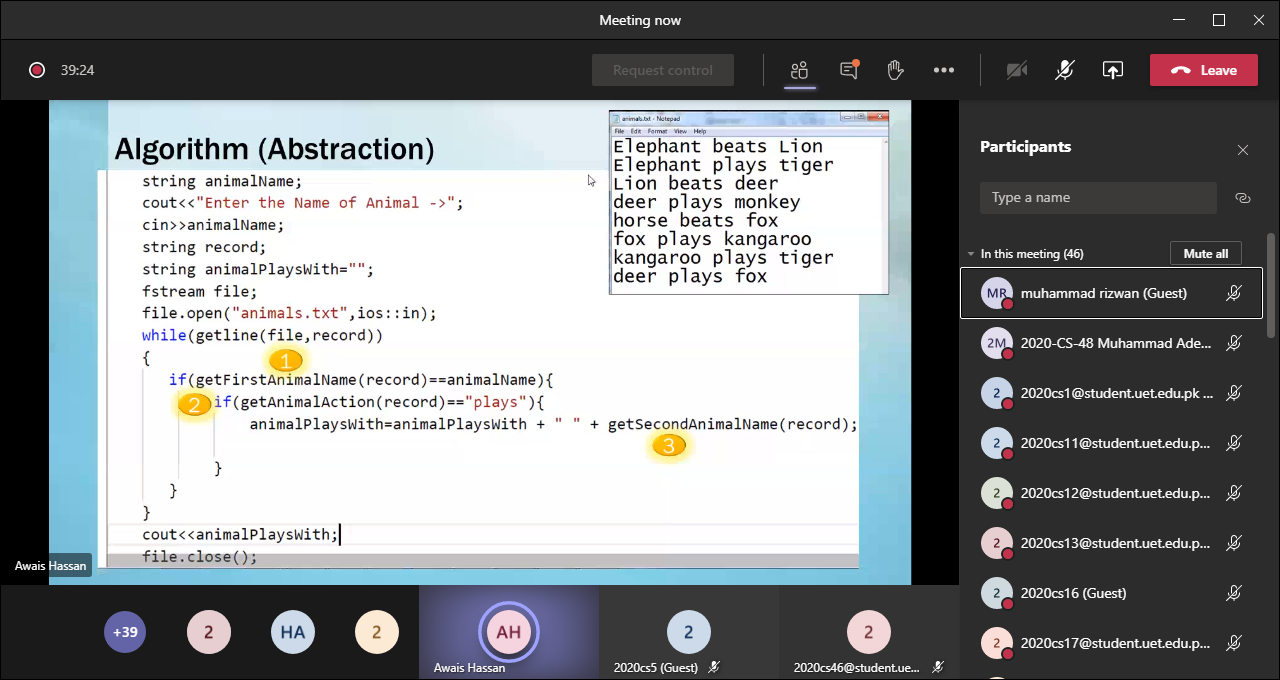 Meeting now
39:24
Request control
Leave
Algorithm (Abstraction)
string animalName;
cout<<"Enter the Name of Animal ->";
cin>>animalName;
string record;
string animalPlaysWith="";
fstream file;
file.open("animals.txt",ios::in);
while(getline(file,record))
{
1
if(getFirstAnimalName(record)==animalName){
2
if(getAnimalAction(record)=="plays"){
animalPlaysWith=animalPlaysWith + " " + getSecondAnimalName(record);
3
}
}
}
cout<<animalPlaysWith;
file.close();
animals.txt - Notepad
File Edit Format View Help
Elephant beats Lion
Elephant plays tiger
Lion beats deer
deer plays monkey
horse beats fox
fox plays kangaroo
kangaroo plays tiger
deer plays fox
Awais Hassan
+39
2
HA
2
AH
Awais Hassan
2
2020cs5 (Guest)
2
2020cs46@student.ue...
Participants
Type a name
In this meeting (46)
Mute all
MR
muhammad rizwan (Guest)
2M
2020-CS-48 Muhammad Ade...
2
2020cs1@student.uet.edu.pk ...
2
2020cs11@student.uet.edu.p...
2
2020cs12@student.uet.edu.p...
2
2020cs13@student.uet.edu.p...
2
2020cs16 (Guest)
2
2020cs17@student.uet.edu.p...